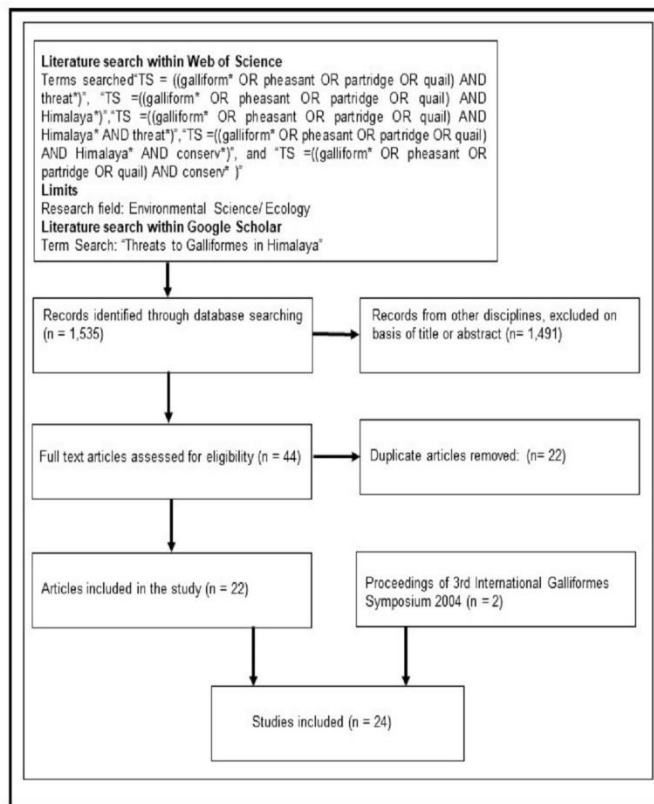 Literature search within Web of Science
Terms searched“TS = ((galliform* OR pheasant OR partridge OR quail) AND
threat*)”, “TS =((galliform* OR pheasant OR partridge OR quail) AND
Himalaya*)”,“TS =((galliform* OR pheasant OR partridge OR quail) AND
Himalaya* AND threat*)”,“TS =((galliform* OR pheasant OR partridge OR quail)
AND Himalaya* AND conserv*)”, and “TS =((galliform* OR pheasant OR
partridge OR quail) AND conserv* )”
Limits
Research field: Environmental Science/ Ecology
Literature search within Google Scholar
Term Search: “Threats to Galliformes in Himalaya”
Records identified through database searching
(n = 1,535)
Records from other disciplines, excluded on
basis of title or abstract (n= 1,491)
Full text articles assessed for eligibility (n = 44)
Duplicate articles removed: (n= 22)
Articles included in the study (n = 22)
Proceedings of 3rd International Galliformes
Symposium 2004 (n = 2)
Studies included (n = 24)